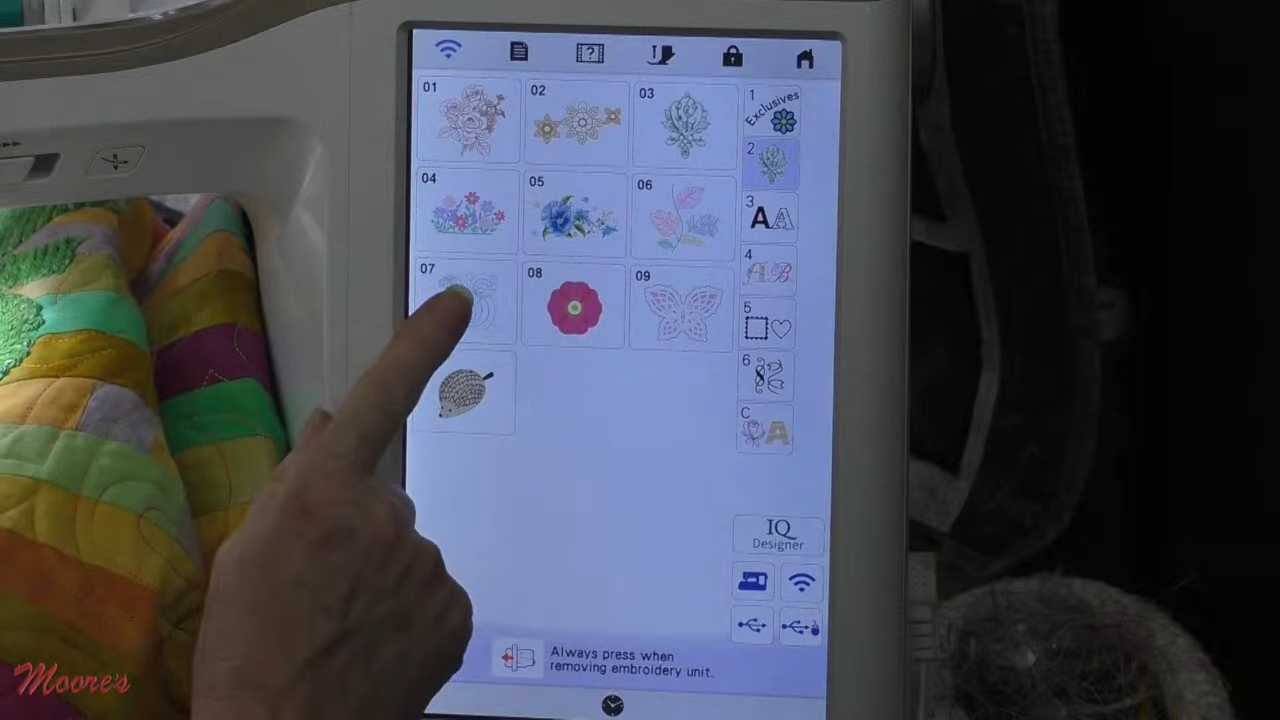 01
02
03
1
Exclusives
2
04
05
06
3
AA
4
AB
07
08
09
5
6
C
A
IQ
Designer
Always press when
removing embroidery unit.
Moore's